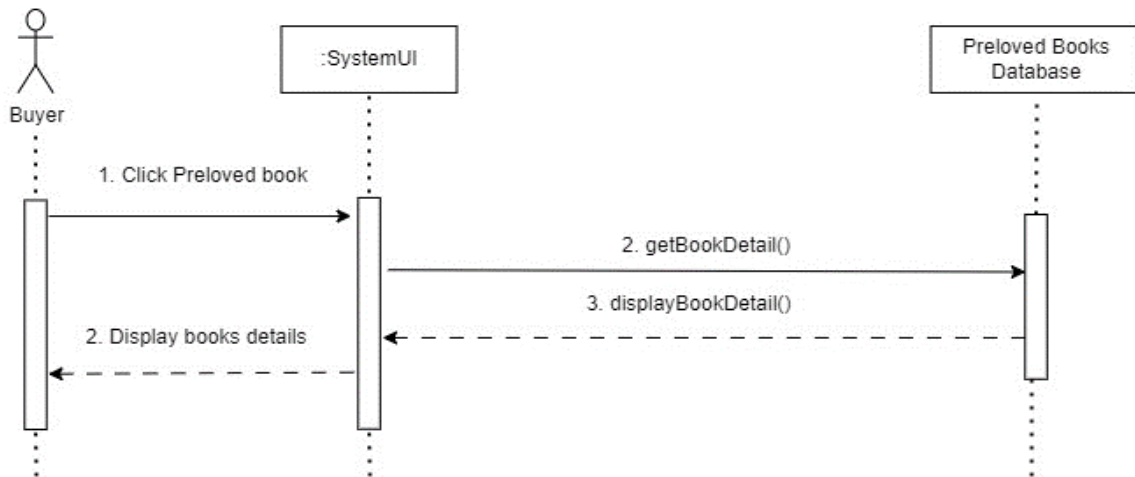 :SystemUI
Preloved Books
Database
Buyer
1. Click Preloved book
2. getBookDetail()
3. displayBookDetail()
2. Display books details